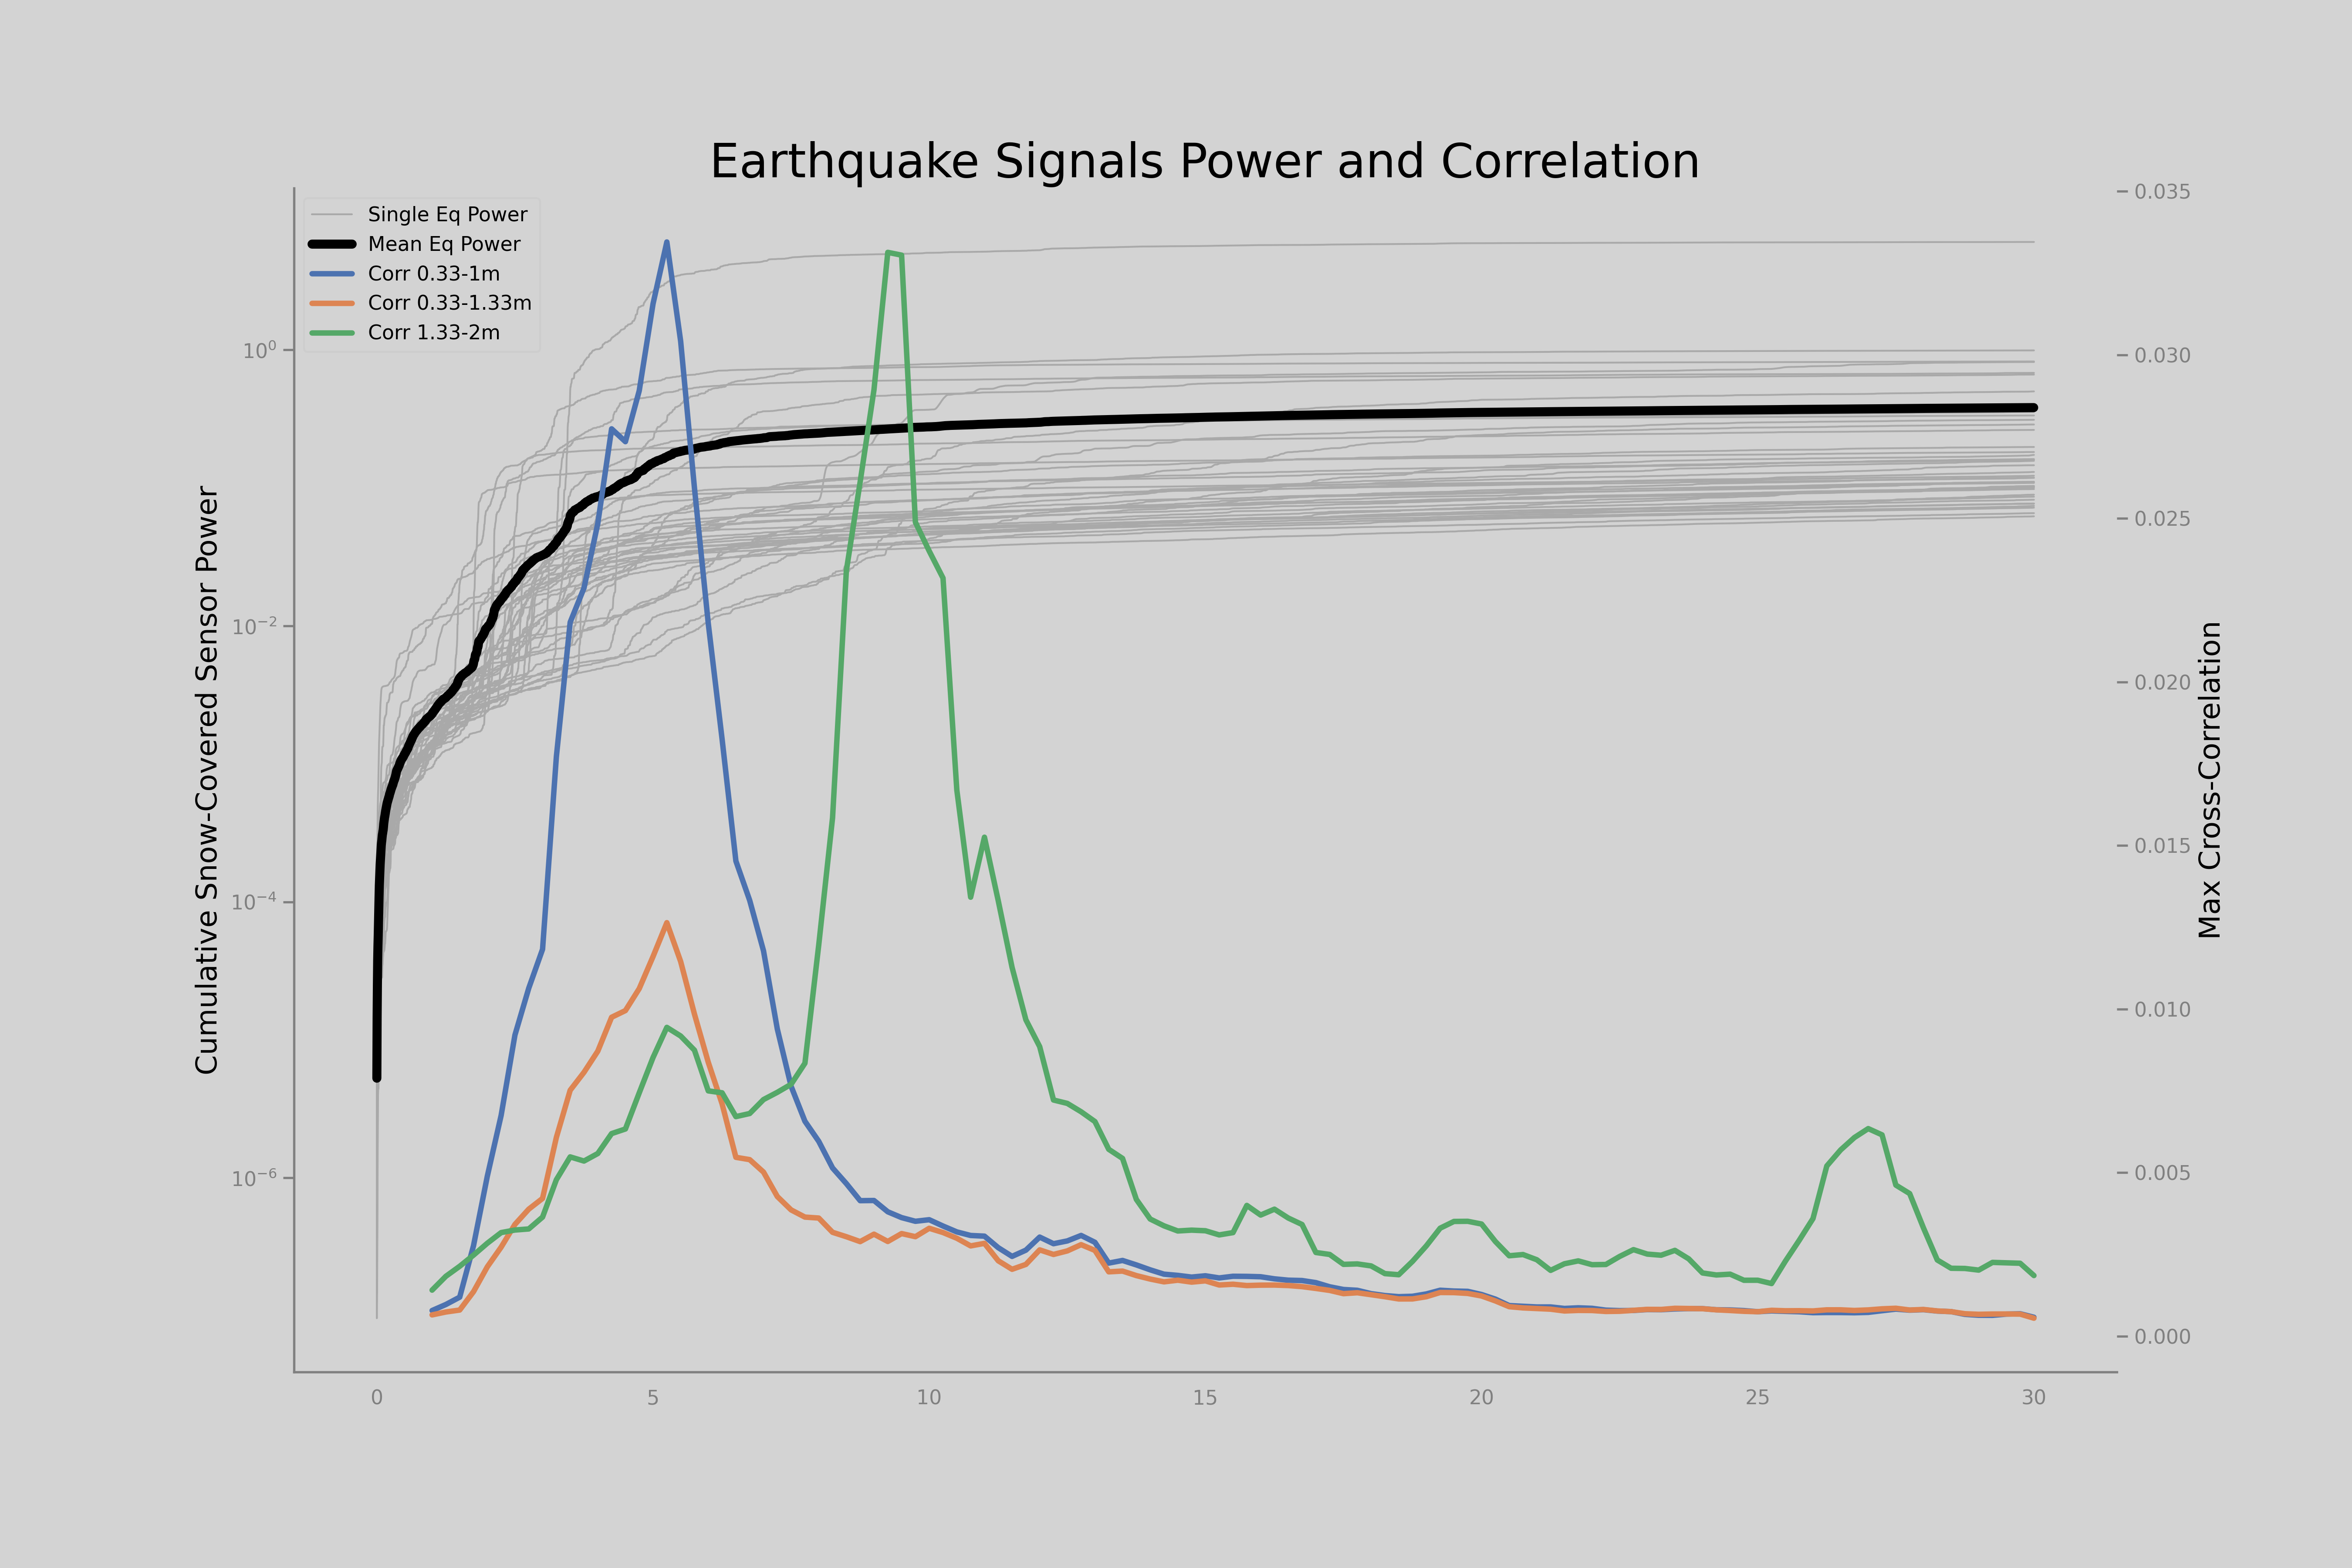 Earthquake Signals Power and Correlation
Single Eq Power
Mean Eq Power
Corr 0.33-1m
Corr 0.33-1.33m
Corr 1.33-2m
Cumulative Snow-Covered Sensor Power
10⁰
10⁻²
10⁻⁴
10⁻⁶
0.035
0.030
0.025
0.020
0.015
0.010
0.005
0.000
Max Cross-Correlation
0 5 10 15 20 25 30